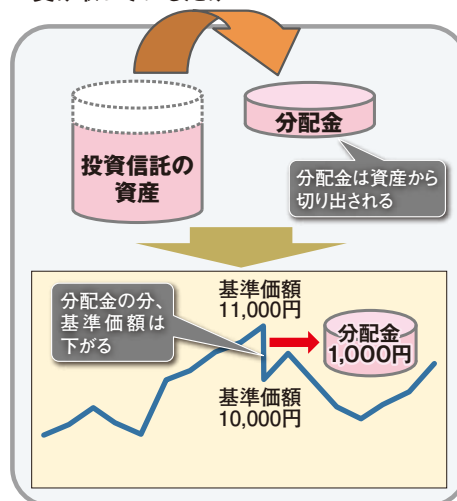 分配金
投資信託の
資産
分配金は資産から
切り出される
分配金の分、
基準価額は
下がる
基準価額
11,000円
分配金
1,000円
基準価額
10,000円